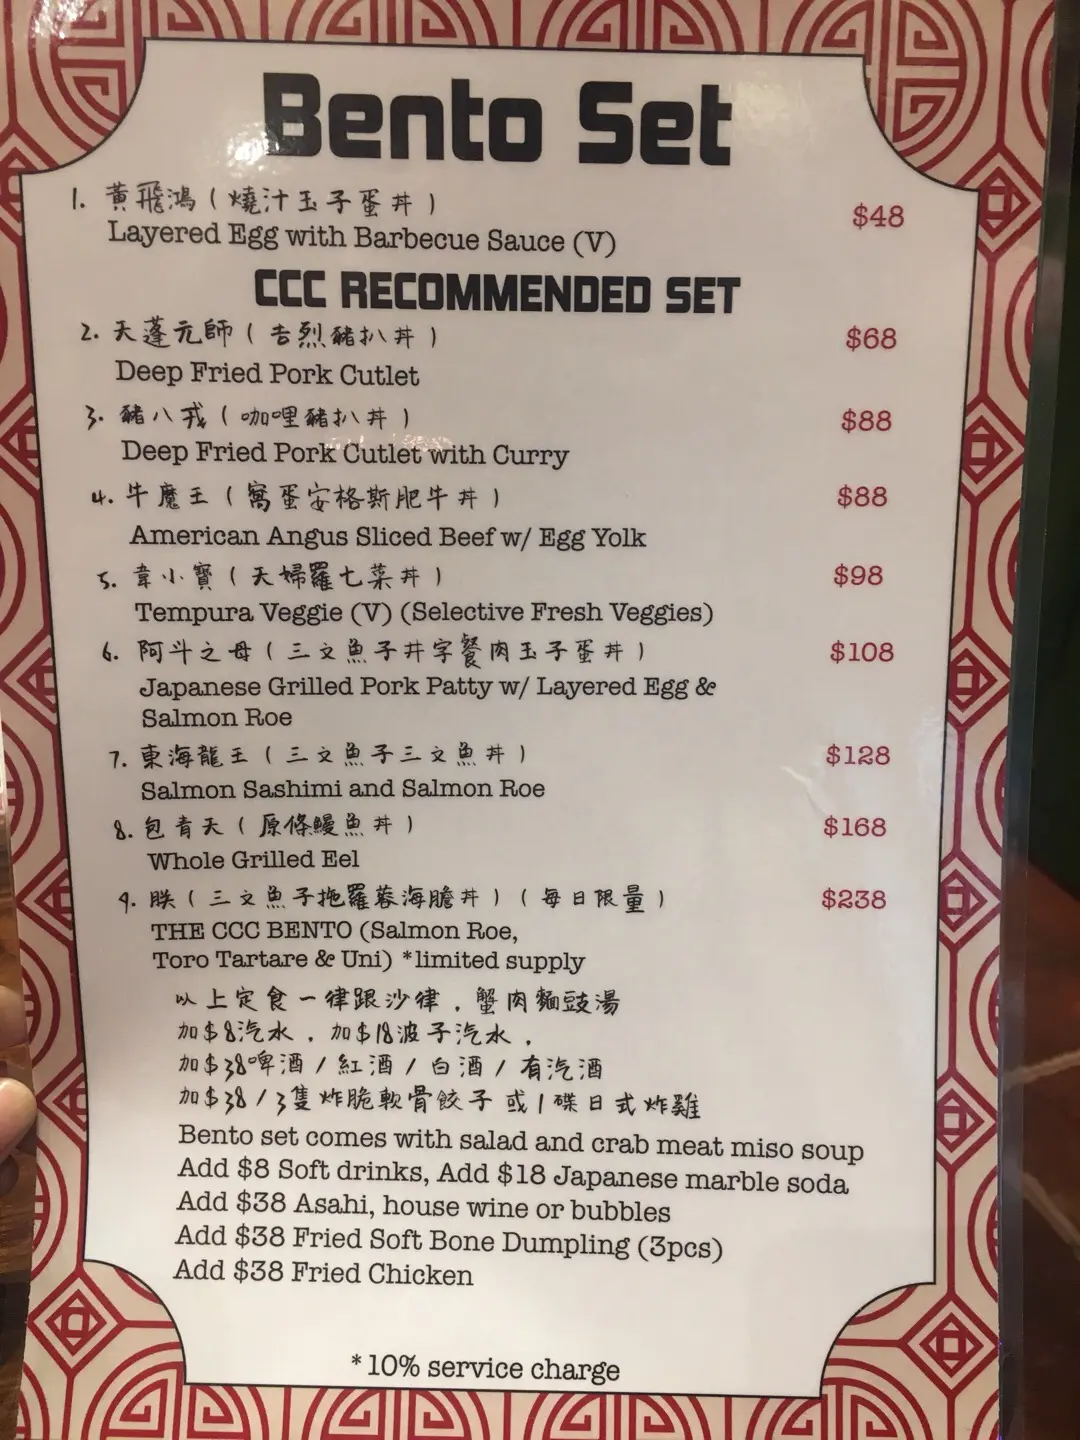 Bento Set
1. 黃飛鴻 ( 燒汁玉子蛋丼 ) $48
Layered Egg with Barbecue Sauce (V)
CCC RECOMMENDED SET
2. 天蓬元師 ( 吉烈豬扒丼 ) $68
Deep Fried Pork Cutlet
3. 豬八戒 ( 咖哩豬扒丼 ) $88
Deep Fried Pork Cutlet with Curry
4. 牛魔王 ( 窩蛋安格斯肥牛丼 ) $88
American Angus Sliced Beef w/ Egg Yolk
5. 韋小寶 ( 天婦羅七菜丼 ) $98
Tempura Veggie (V) (Selective Fresh Veggies)
6. 阿斗之母 ( 三文魚子丼字餐肉玉子蛋丼 ) $108
Japanese Grilled Pork Patty w/ Layered Egg &
Salmon Roe
7. 東海龍王 ( 三文魚子三文魚丼 ) $128
Salmon Sashimi and Salmon Roe
8. 包青天 ( 原條鰻魚丼 ) $168
Whole Grilled Eel
9. 朕 ( 三文魚子拖羅蓉海膽丼 ) ( 每日限量 ) $238
THE CCC BENTO (Salmon Roe,
Toro Tartare & Uni) *limited supply
以上定食一律跟沙律，蟹肉麵豉湯
加$8汽水，加$18波子汽水，
加$38啤酒 / 紅酒 / 白酒 / 有汽酒
加$38 / 3隻炸脆軟骨餃子 或1碟日式炸雞
Bento set comes with salad and crab meat miso soup
Add $8 Soft drinks, Add $18 Japanese marble soda
Add $38 Asahi, house wine or bubbles
Add $38 Fried Soft Bone Dumpling (3pcs)
Add $38 Fried Chicken
*10% service charge